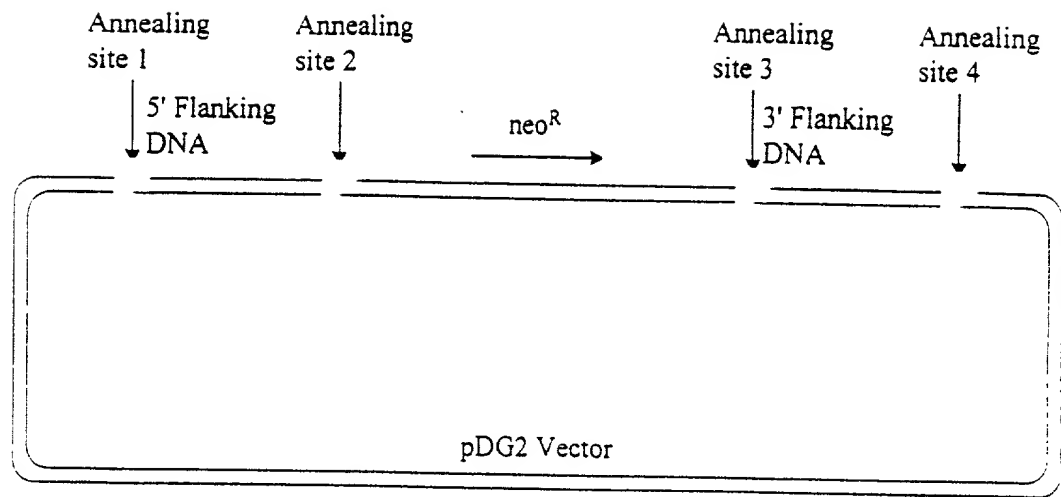 Annealing
site 1
Annealing
site 2
Annealing
site 3
Annealing
site 4
5' Flanking
DNA
neoR
3' Flanking
DNA
pDG2 Vector